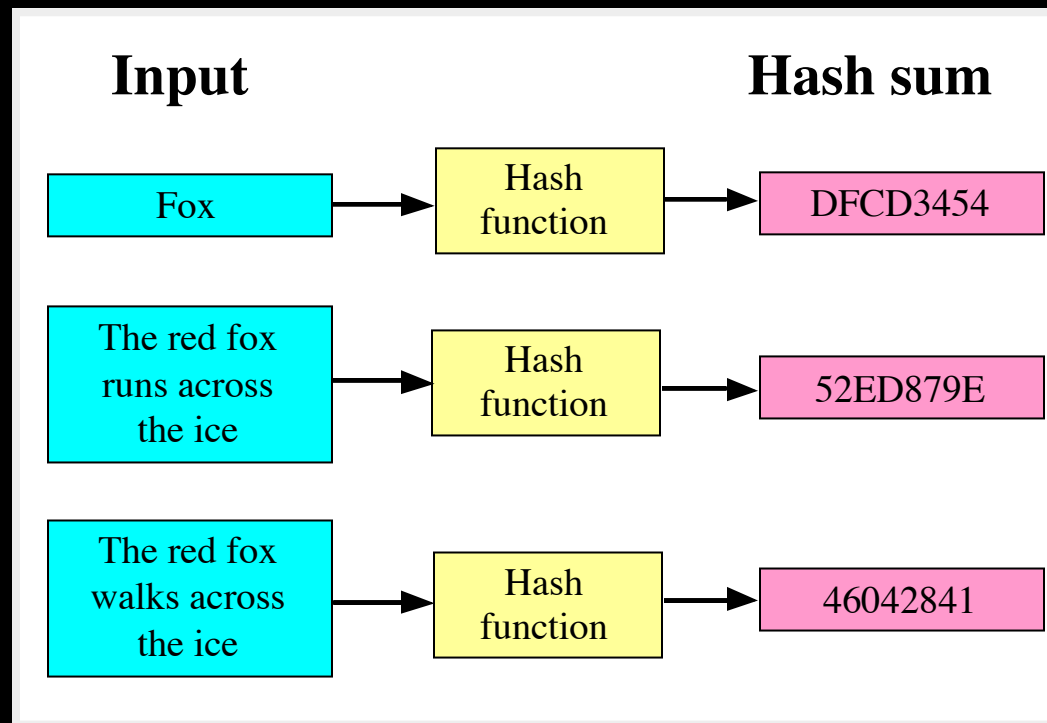 Input
Hash sum
Fox
Hash
function
DFCD3454
The red fox
runs across
the ice
Hash
function
52ED879E
The red fox
walks across
the ice
Hash
function
46042841